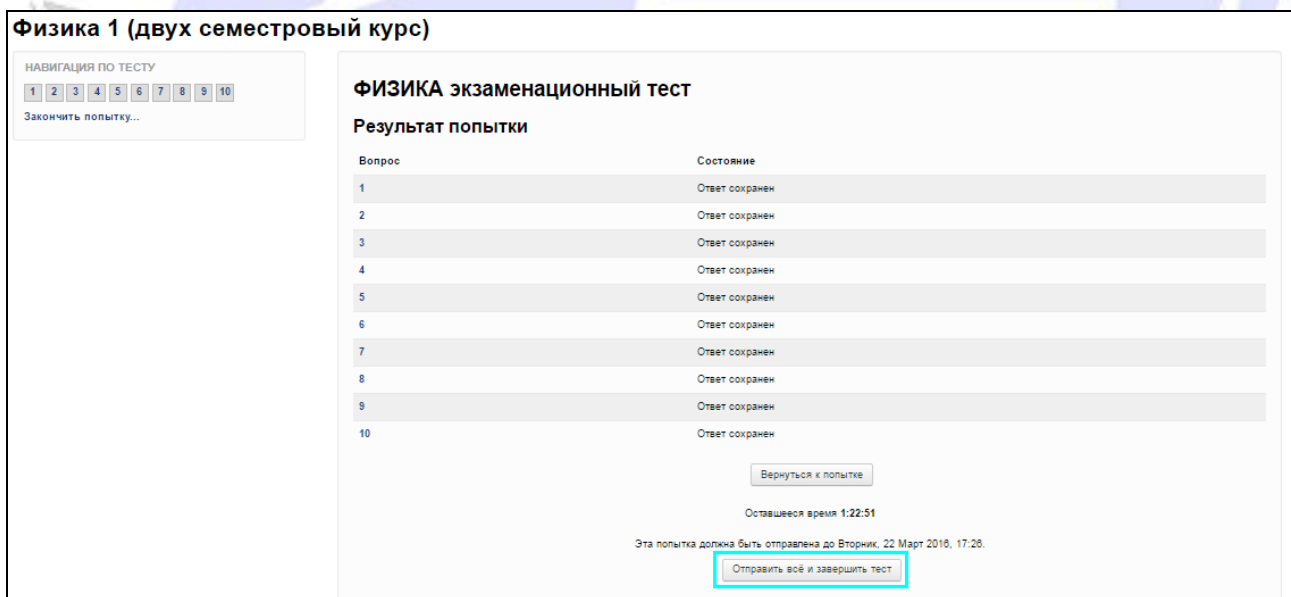 Физика 1 (двух семестровый курс)
НАВИГАЦИЯ ПО ТЕСТУ
1 2 3 4 5 6 7 8 9 10
Закончить попытку...
ФИЗИКА экзаменационный тест
Результат попытки
Вопрос Состояние
1 Ответ сохранен
2 Ответ сохранен
3 Ответ сохранен
4 Ответ сохранен
5 Ответ сохранен
6 Ответ сохранен
7 Ответ сохранен
8 Ответ сохранен
9 Ответ сохранен
10 Ответ сохранен
Вернуться к попытке
Оставшееся время 1:22:51
Эта попытка должна быть отправлена до Вторник, 22 Март 2016, 17:26.
Отправить всё и завершить тест